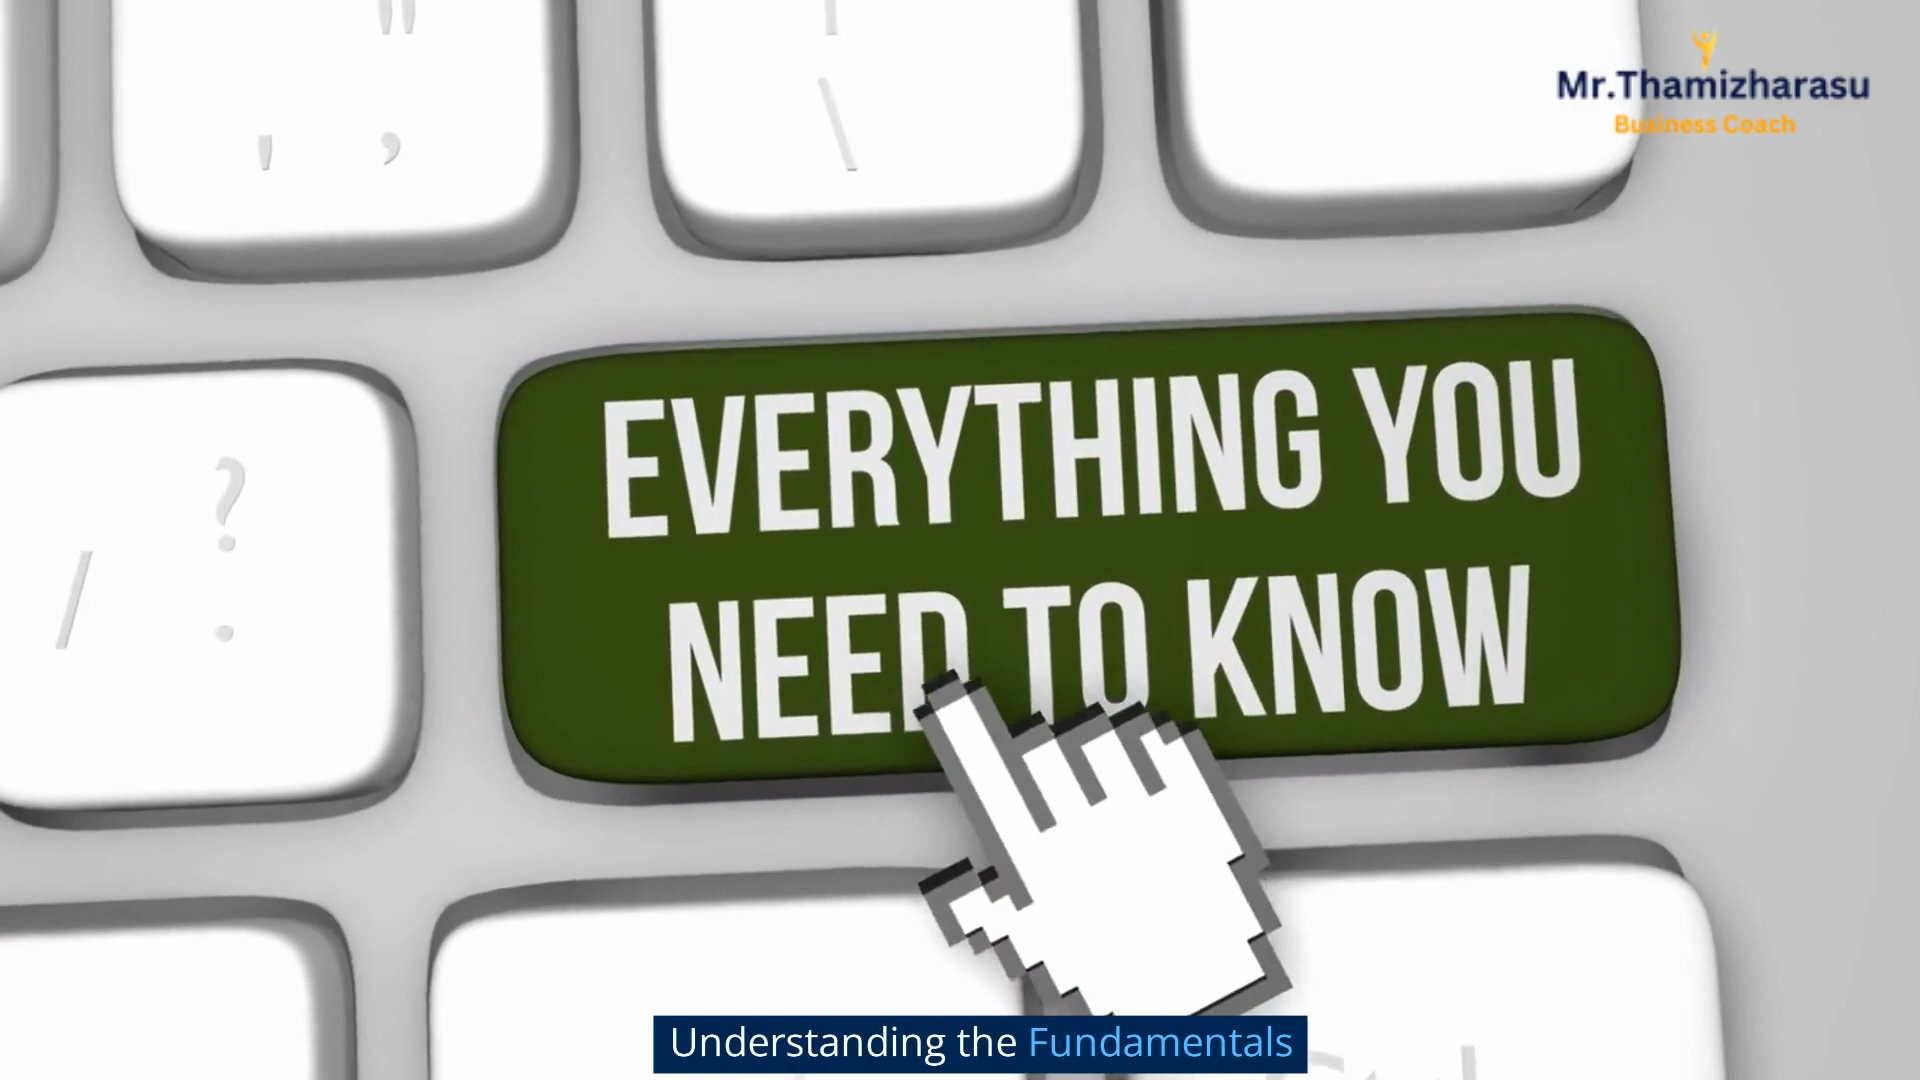 Mr.Thamizharasu
Business Coach
EVERYTHING YOU
NEED TO KNOW
Understanding the Fundamentals